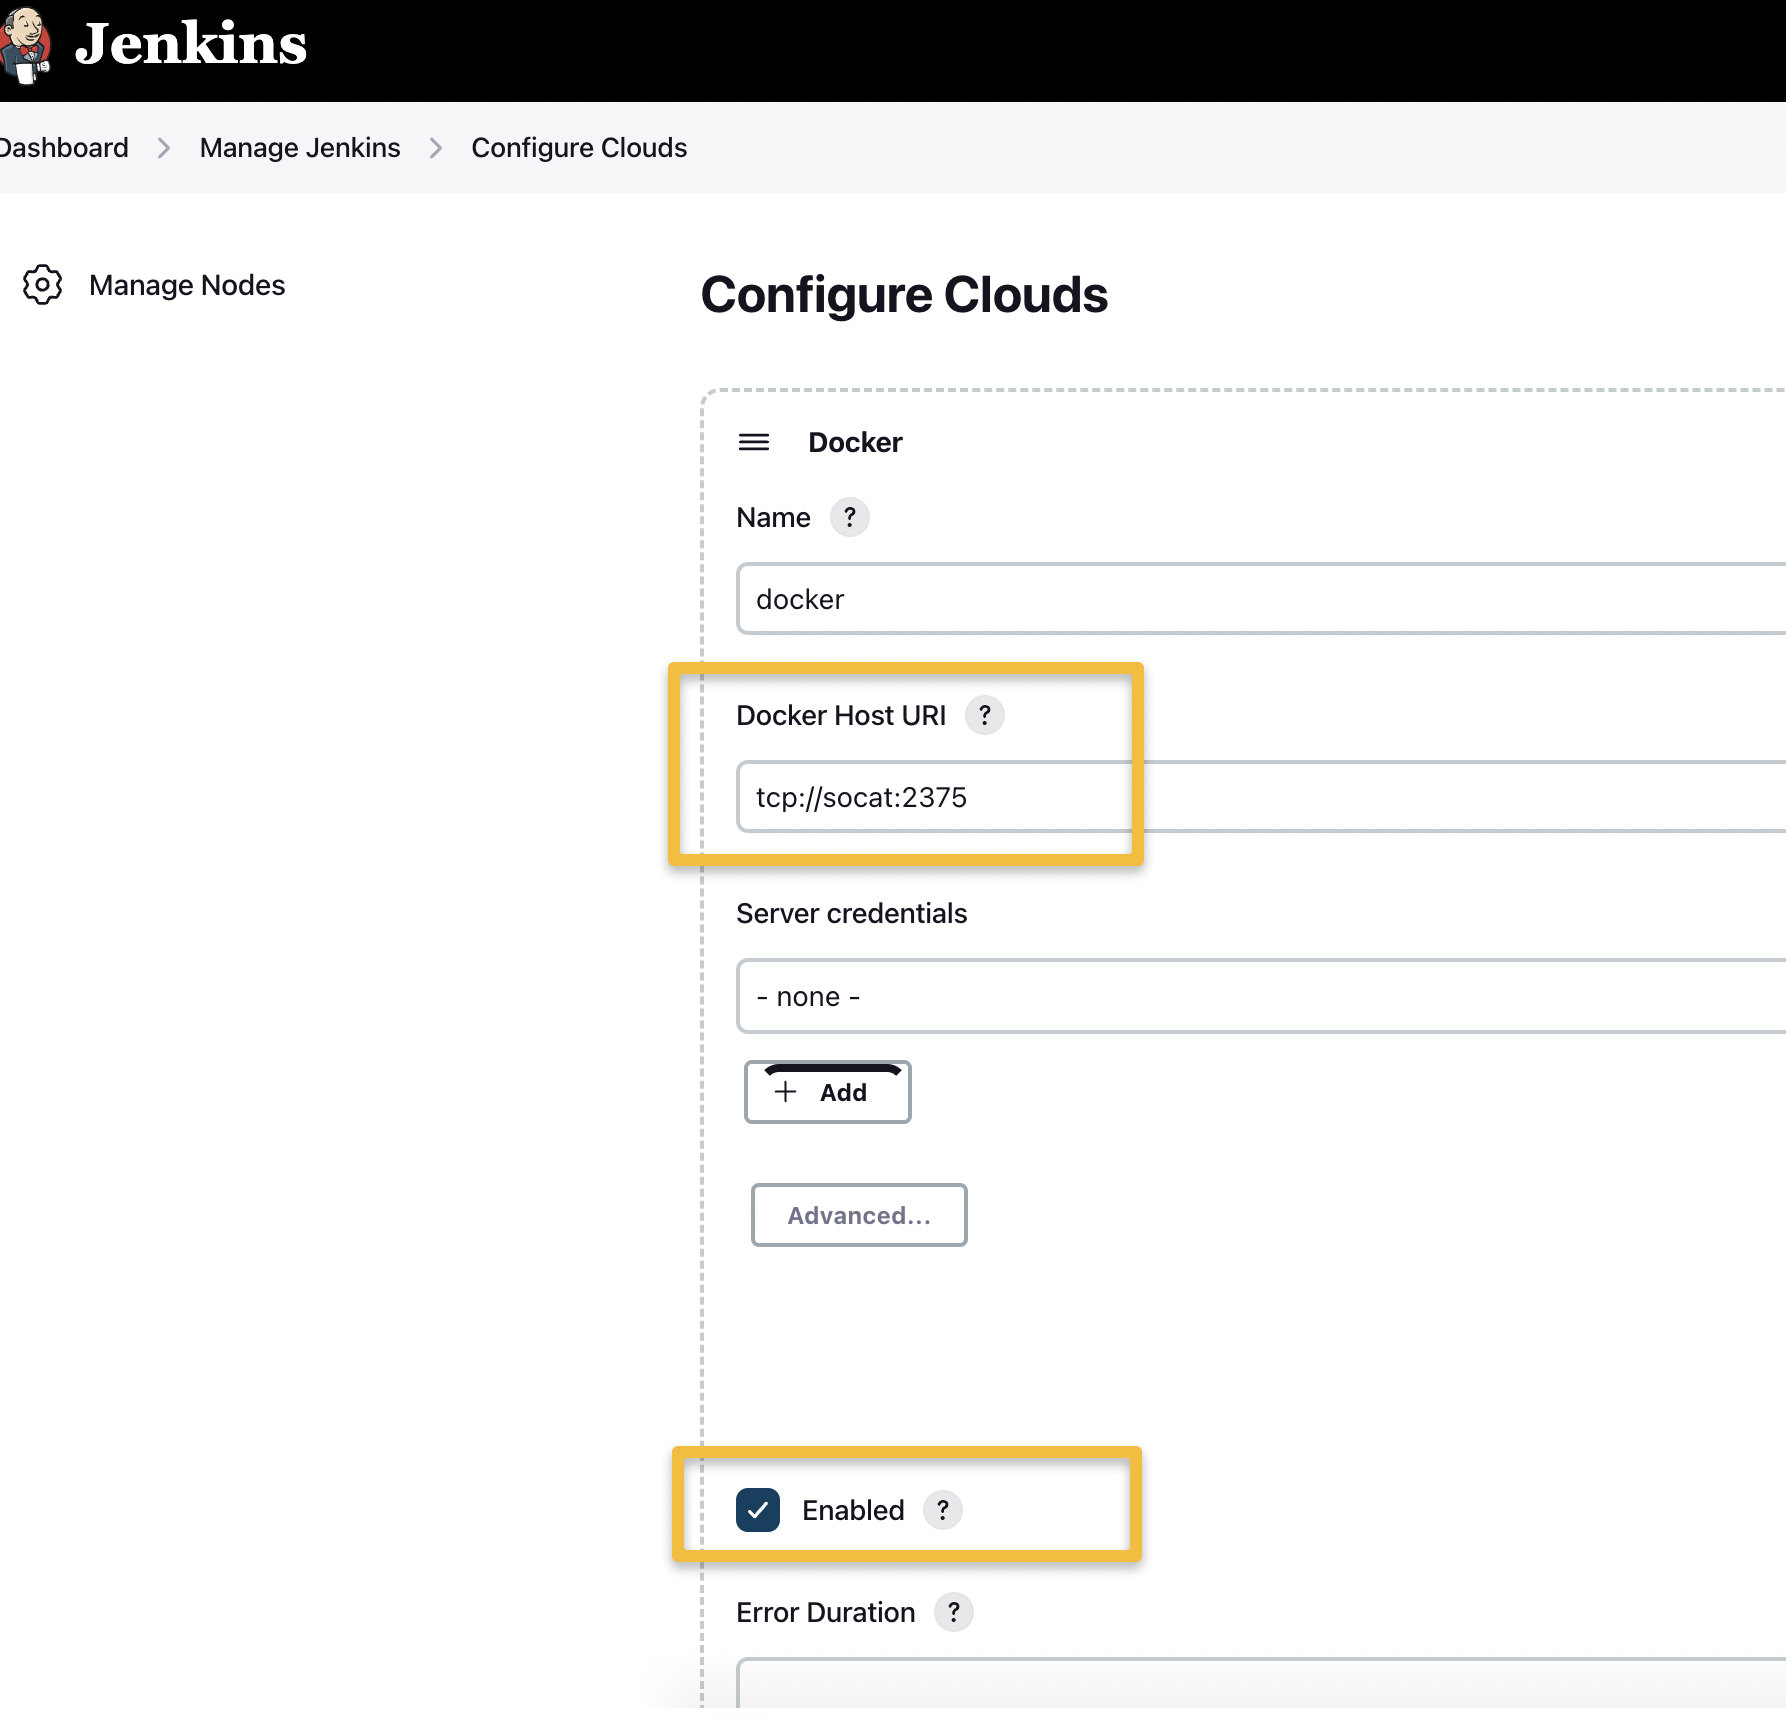 Jenkins
Dashboard > Manage Jenkins > Configure Clouds
Manage Nodes
Configure Clouds
Docker
Name ?
docker
Docker Host URI ?
tcp://socat:2375
Server credentials
- none -
+ Add
Advanced...
Enabled ?
Error Duration ?